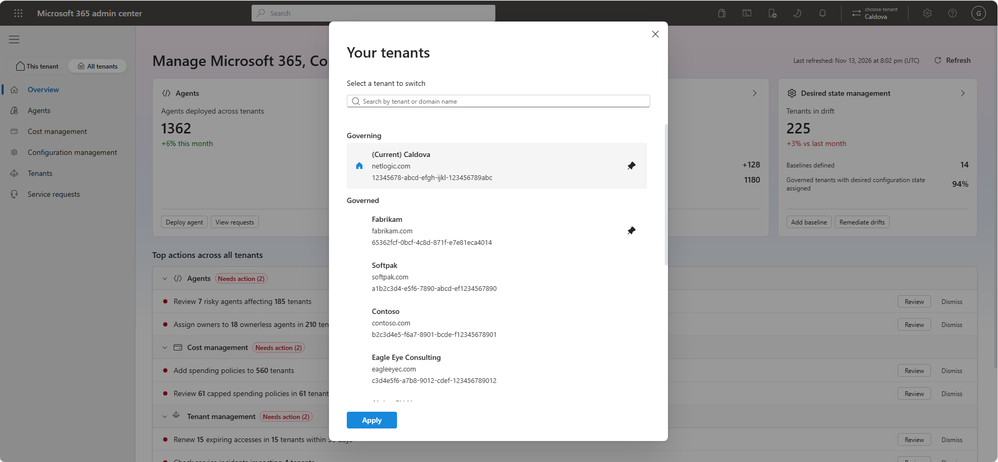 Microsoft 365 admin center
Search
choose tenant
Caldova
G
This tenant
All tenants
Overview
Agents
Cost management
Configuration management
Tenants
Service requests
Manage Microsoft 365, Co
Last refreshed: Nov 13, 2026 at 8:02 pm (UTC)
Refresh
Agents
Agents deployed across tenants
1362
+6% this month
Deploy agent
View requests
+128
1180
Desired state management
Tenants in drift
225
+3% vs last month
Baselines defined
14
Governed tenants with desired configuration state
assigned
94%
Add baseline
Remediate drifts
Top actions across all tenants
Agents
Needs action (2)
Review 7 risky agents affecting 185 tenants
Review
Dismiss
Assign owners to 18 ownerless agents in 210 ten
Review
Dismiss
Cost management
Needs action (2)
Add spending policies to 560 tenants
Review
Dismiss
Review 61 capped spending policies in 61 tenant
Review
Dismiss
Tenant management
Needs action (2)
Renew 15 expiring accesses in 15 tenants within
Review
Dismiss
Check service incidents impacting 4 tenants
Review
Dismiss
Your tenants
Select a tenant to switch
Search by tenant or domain name
Governing
(Current) Caldova
netlogic.com
12345678-abcd-efgh-ijkl-123456789abc
Governed
Fabrikam
fabrikam.com
65362fcf-0bcf-4c8d-871f-e7e81eca4014
Softpak
softpak.com
a1b2c3d4-e5f6-7890-abcd-ef1234567890
Contoso
contoso.com
b2c3d4e5-f6a7-8901-bcde-f12345678901
Eagle Eye Consulting
eagleeyec.com
c3d4e5f6-a7b8-9012-cdef-123456789012
Apply